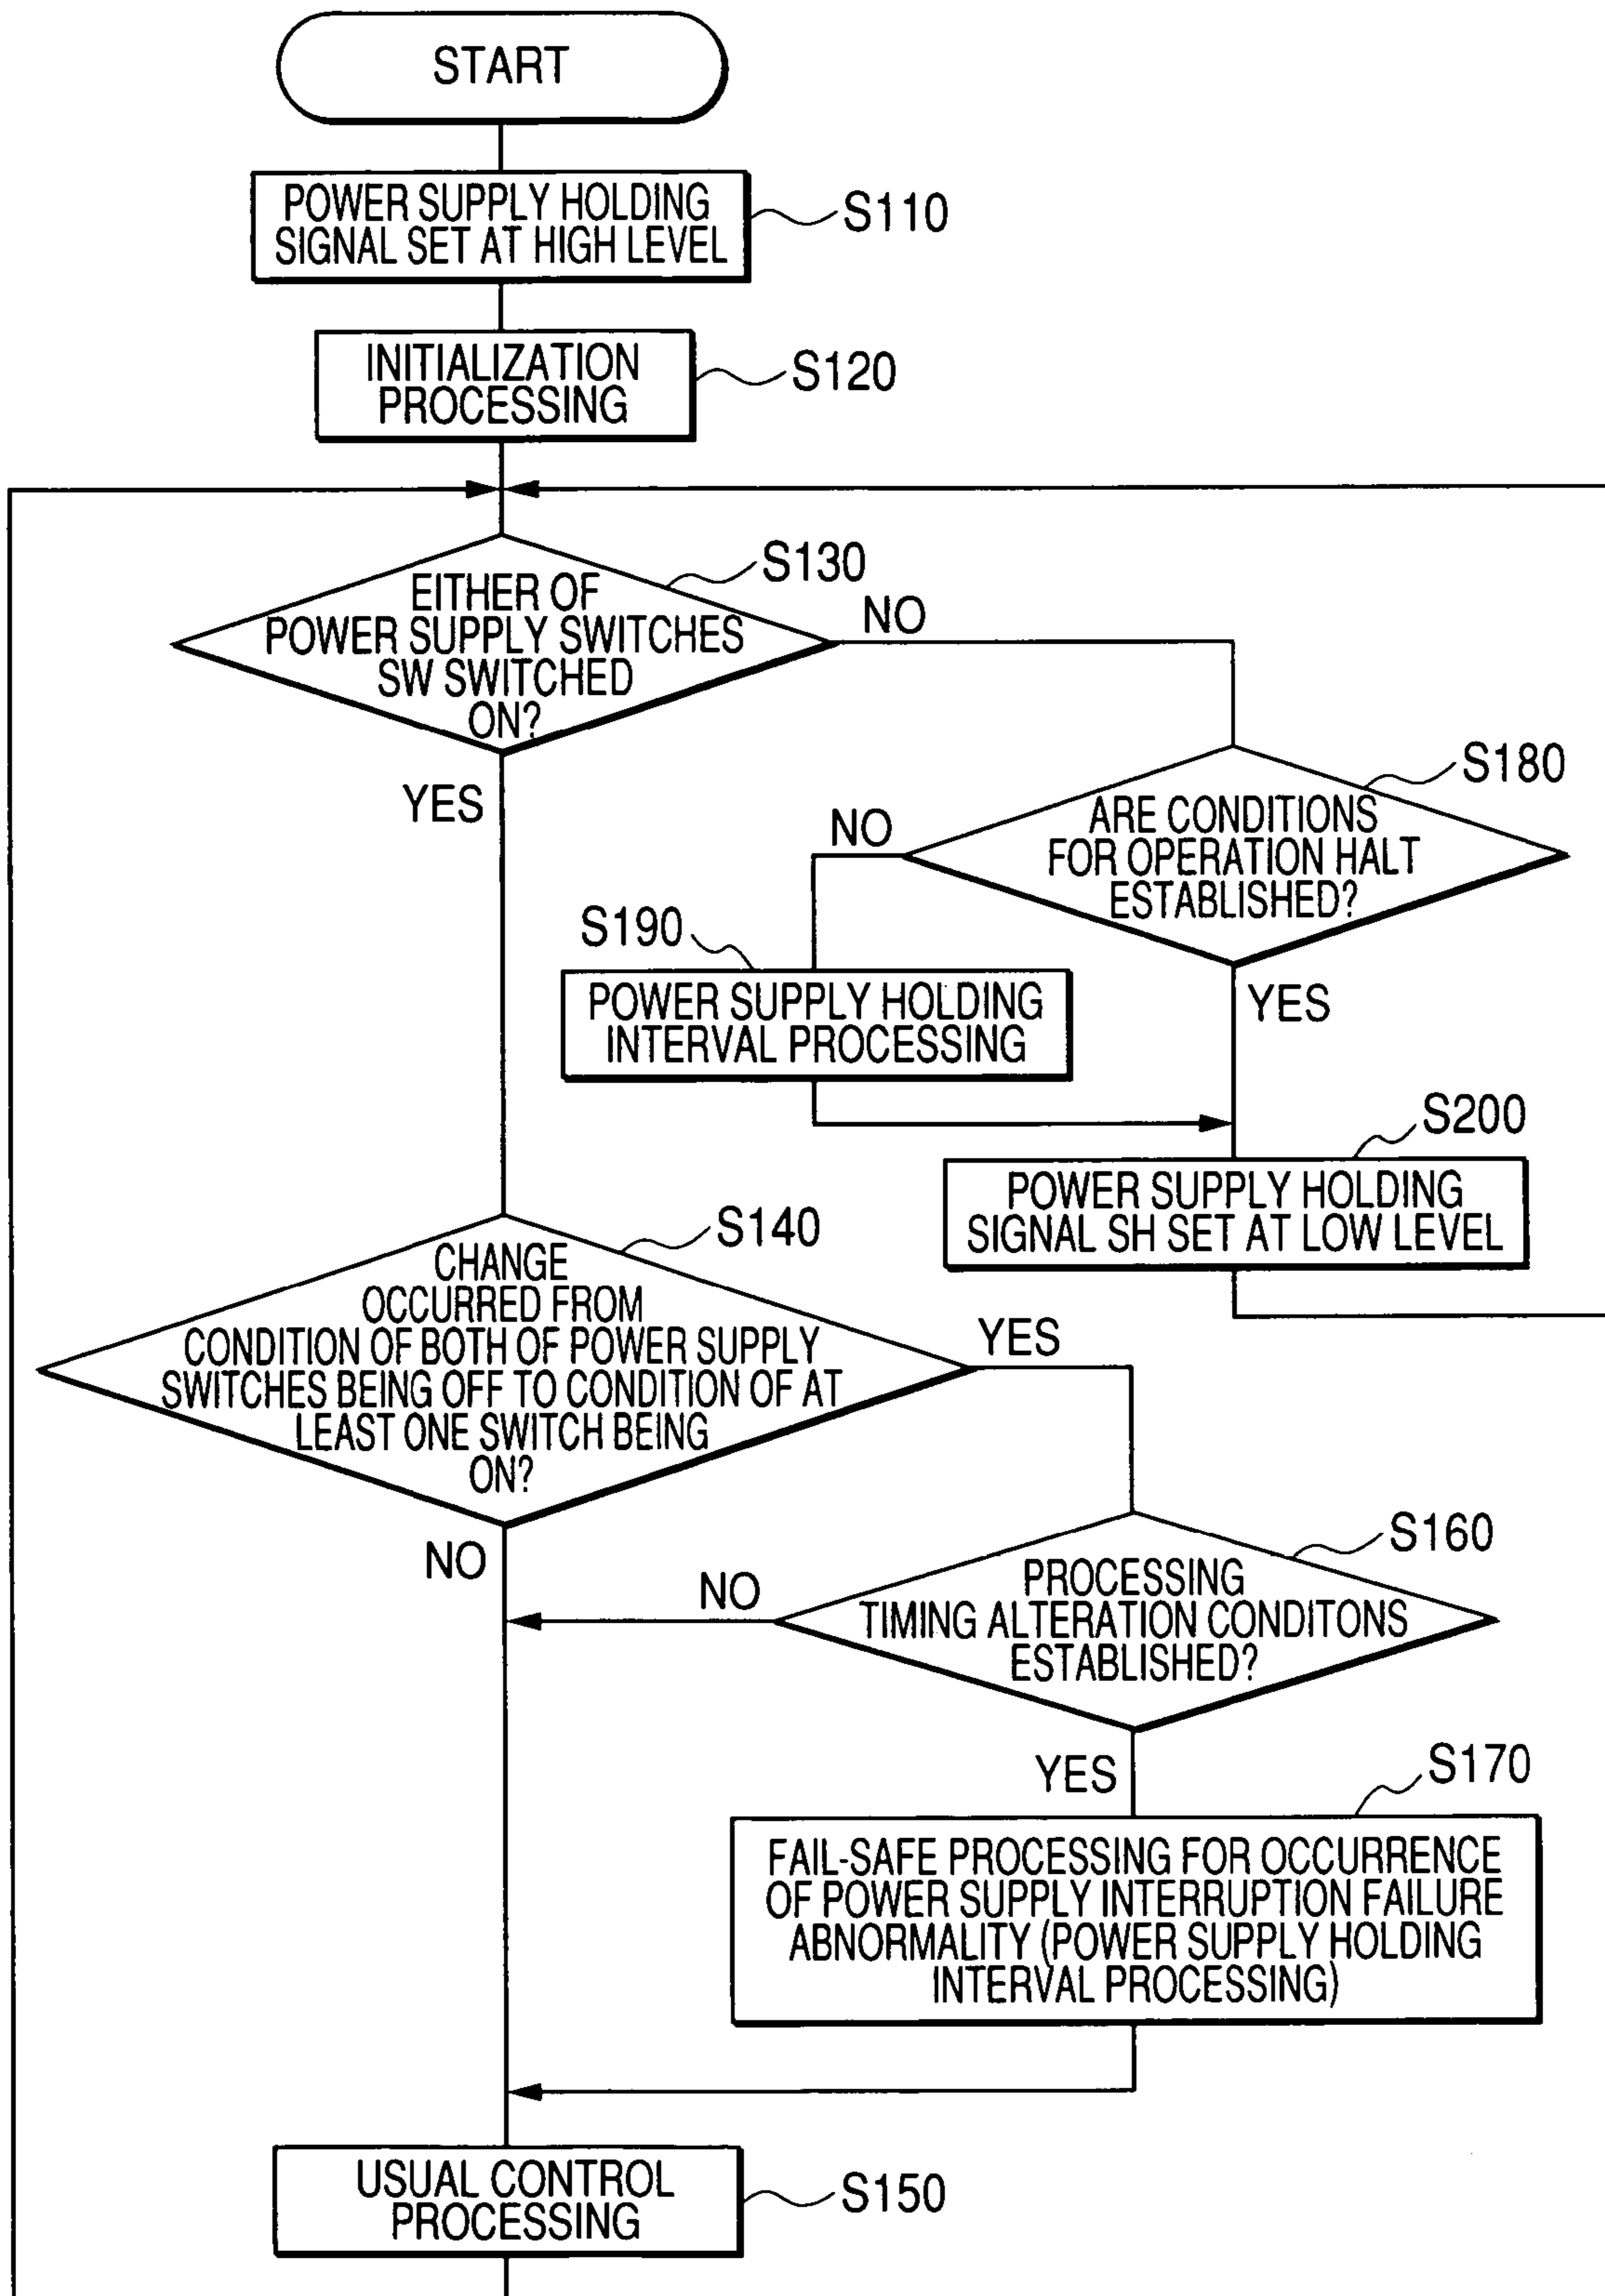 START
POWER SUPPLY HOLDING
SIGNAL SET AT HIGH LEVEL
S110
INITIALIZATION
PROCESSING
S120
S130
EITHER OF
POWER SUPPLY SWITCHES
SW SWITCHED
ON?
NO
YES
S180
ARE CONDITIONS
FOR OPERATION HALT
ESTABLISHED?
NO
YES
S190
POWER SUPPLY HOLDING
INTERVAL PROCESSING
S200
POWER SUPPLY HOLDING
SIGNAL SH SET AT LOW LEVEL
S140
CHANGE
OCCURRED FROM
CONDITION OF BOTH OF POWER SUPPLY
SWITCHES BEING OFF TO CONDITION OF AT
LEAST ONE SWITCH BEING
ON?
YES
NO
S160
PROCESSING
TIMING ALTERATION CONDITONS
ESTABLISHED?
NO
YES
S170
FAIL-SAFE PROCESSING FOR OCCURRENCE
OF POWER SUPPLY INTERRUPTION FAILURE
ABNORMALITY (POWER SUPPLY HOLDING
INTERVAL PROCESSING)
USUAL CONTROL
PROCESSING
S150